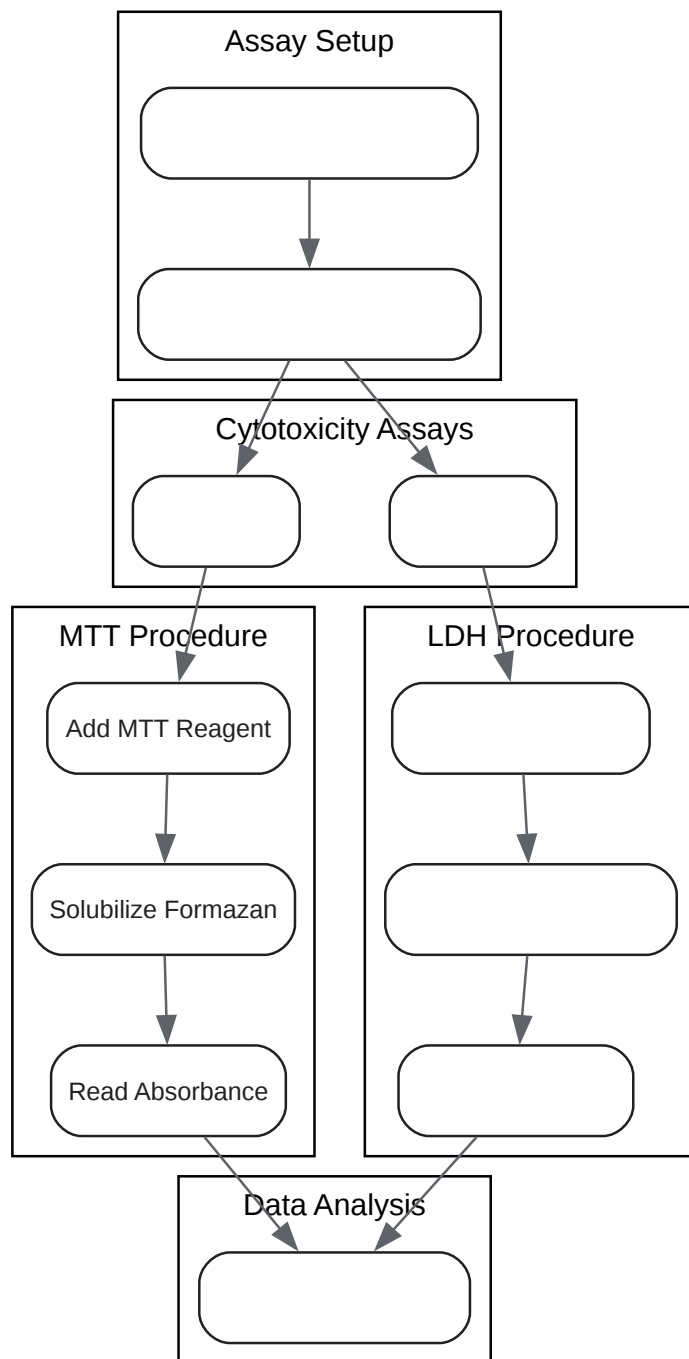 Assay Setup
Cytotoxicity Assays
MTT Procedure
LDH Procedure
Add MTT Reagent
Solubilize Formazan
Read Absorbance
Data Analysis